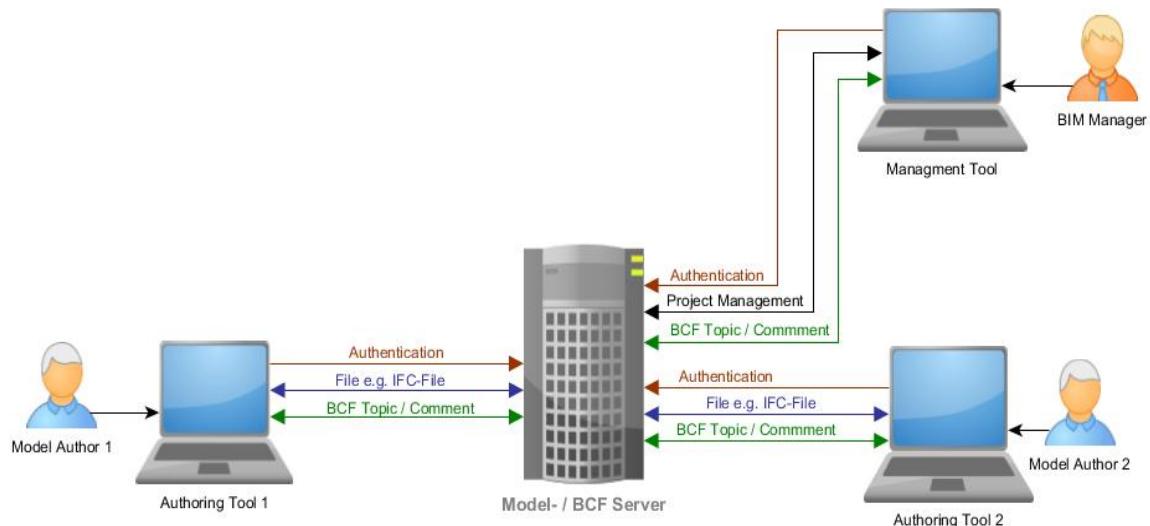 BIM Manager
Managment Tool
Authentication
Project Management
BCF Topic / Commment
Authentication
File e.g. IFC-File
BCF Topic / Comment
Model Author 1
Authoring Tool 1
Model- / BCF Server
Authentication
File e.g. IFC-File
BCF Topic / Commment
Model Author 2
Authoring Tool 2